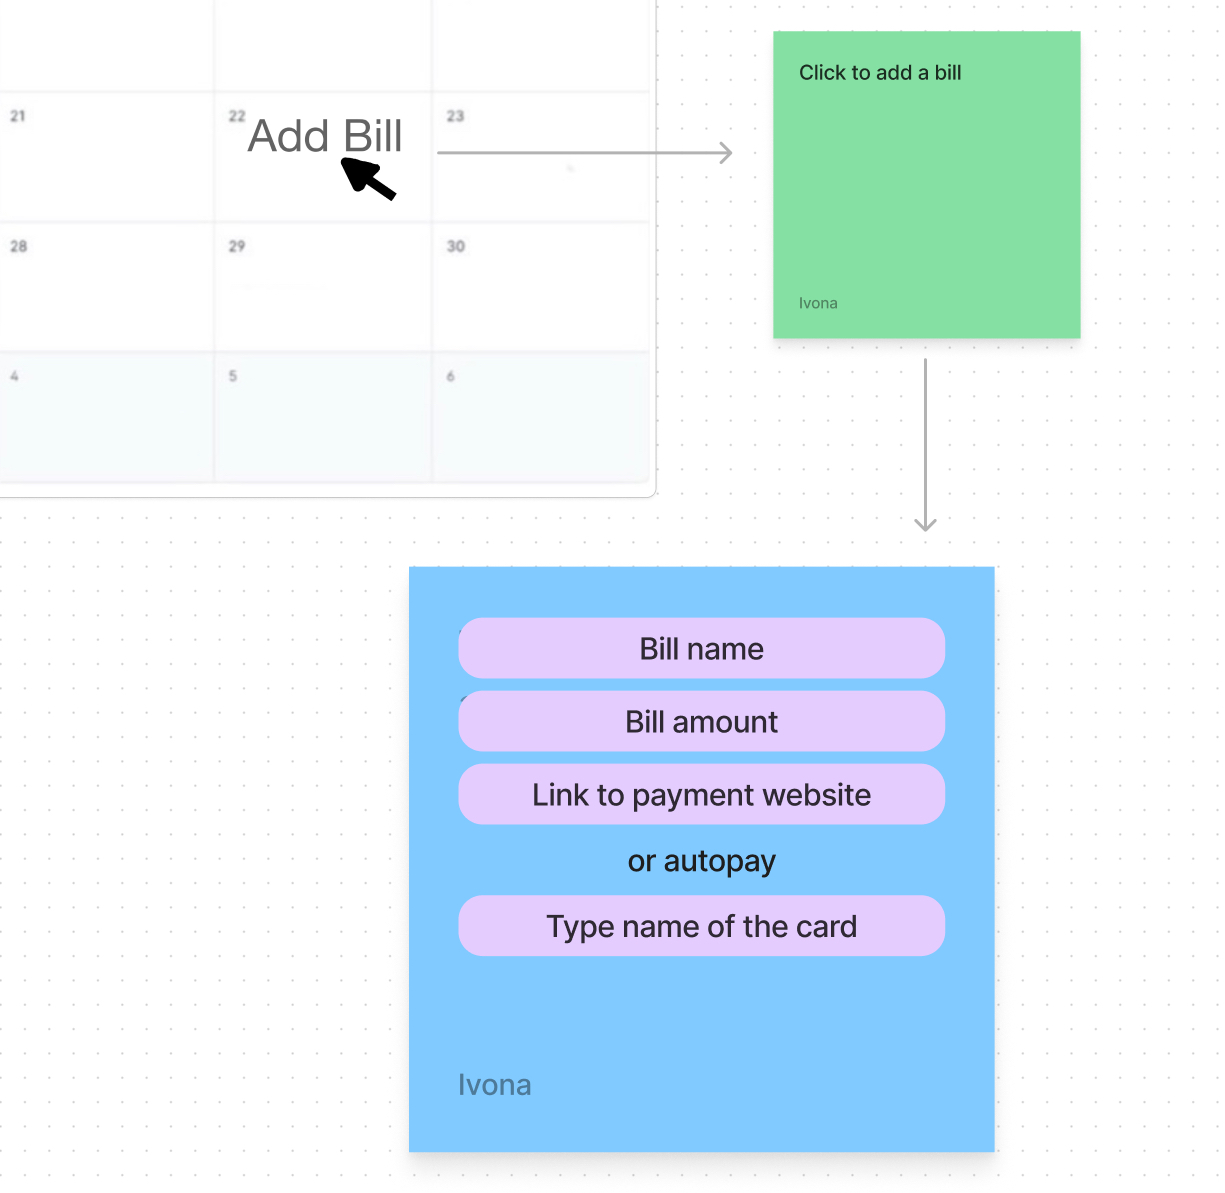 21
22
Add Bill
23
28
29
30
4
5
6
Click to add a bill
Ivona
Bill name
Bill amount
Link to payment website
or autopay
Type name of the card
Ivona